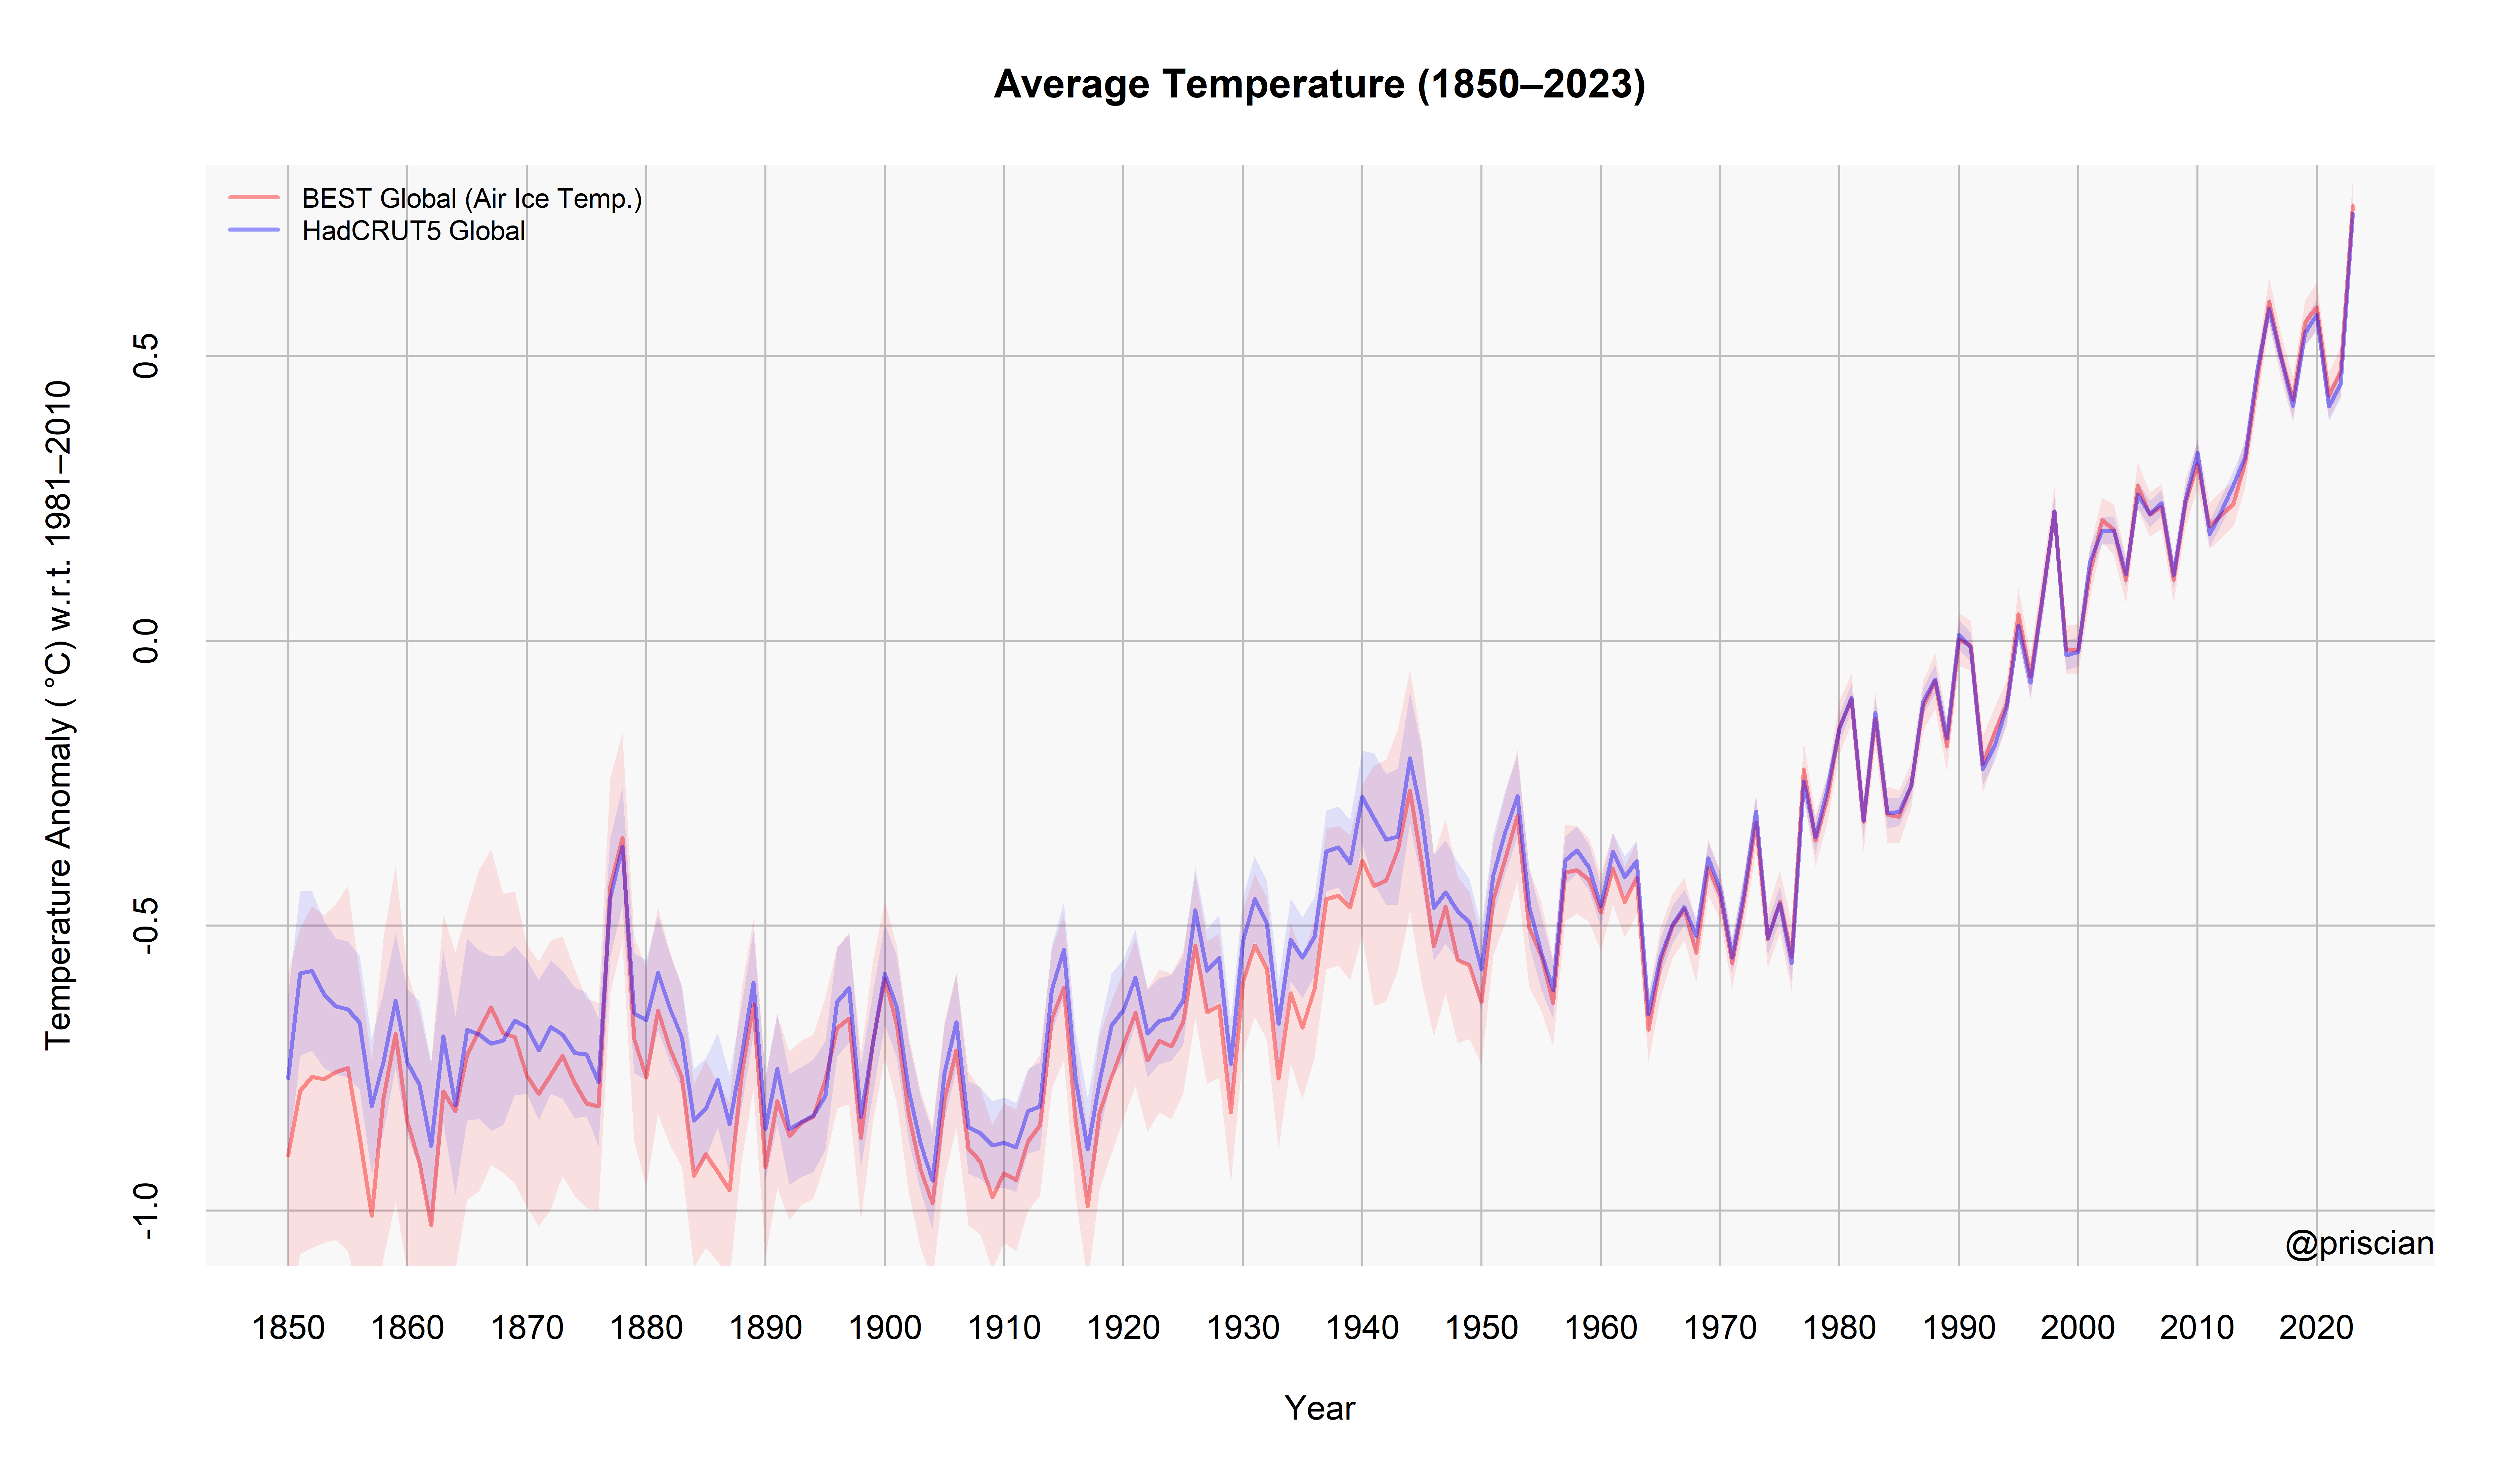 Average Temperature (1850–2023)
BEST Global (Air Ice Temp.)
HadCRUT5 Global
Temperature Anomaly (°C) w.r.t. 1981–2010
0.5
0.0
-0.5
-1.0
@priscian
1850 1860 1870 1880 1890 1900 1910 1920 1930 1940 1950 1960 1970 1980 1990 2000 2010 2020
Year